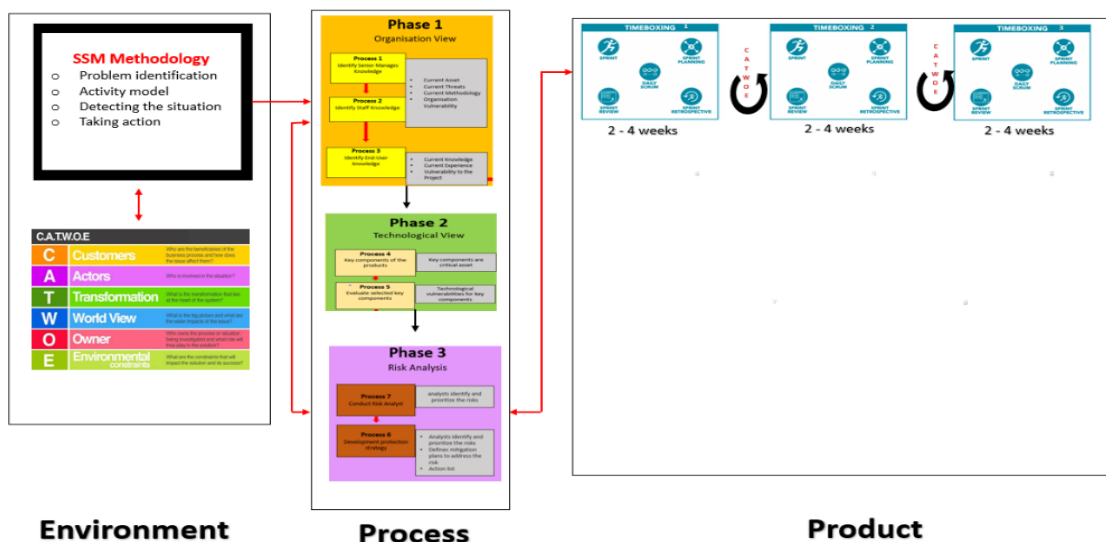 SSM Methodology
o Problem identification
o Activity model
o Detecting the situation
o Taking action
C.A.T.W.O.E
C Customers
Who are the beneficiaries of the
business process and how does
the issue affect them?
A Actors
Who is involved in the situation?
T Transformation
What is the transformation that lies
at the heart of the system?
W World View
What is the big picture and what are
the wider impacts of the issue?
O Owner
Who owns the process or situation
being investigated and what role will
they play in the solution?
E Environmental
constraints
What are the constraints that will
impact the solution and its success?
Environment
Phase 1
Organisation View
Process 1
Identify Senior Manages
Knowledge
Process 2
Identify Staff Knowledge
• Current Asset
• Current Threats
• Current Methodology
• Organisation
Vulnerability
Process 3
Identify End-User
Knowledge
• Current Knowledge
• Current Experience
• Vulnerability to the
Project
Phase 2
Technological View
Process 4
Key components of the
products
Key components are
critical asset
Process 5
Evaluate selected key
components
Technological
vulnerabilities for key
components
Phase 3
Risk Analysis
Process 7
Conduct Risk Analyst
analysts identify and
prioritize the risks
Process 6
Development protection
strategy
• Analysts identify and
prioritize the risks
• Defines mitigation
plans to address the
risk
• Action list
Process
TIMEBOXING 1
SPRINT
SPRINT
PLANNING
DAILY
SCRUM
SPRINT
REVIEW
SPRINT
RETROSPECTIVE
2 - 4 weeks
CATWOE
TIMEBOXING 2
SPRINT
SPRINT
PLANNING
DAILY
SCRUM
SPRINT
REVIEW
SPRINT
RETROSPECTIVE
2 - 4 weeks
CATWOE
TIMEBOXING 3
SPRINT
SPRINT
PLANNING
DAILY
SCRUM
SPRINT
REVIEW
SPRINT
RETROSPECTIVE
2 - 4 weeks
Product